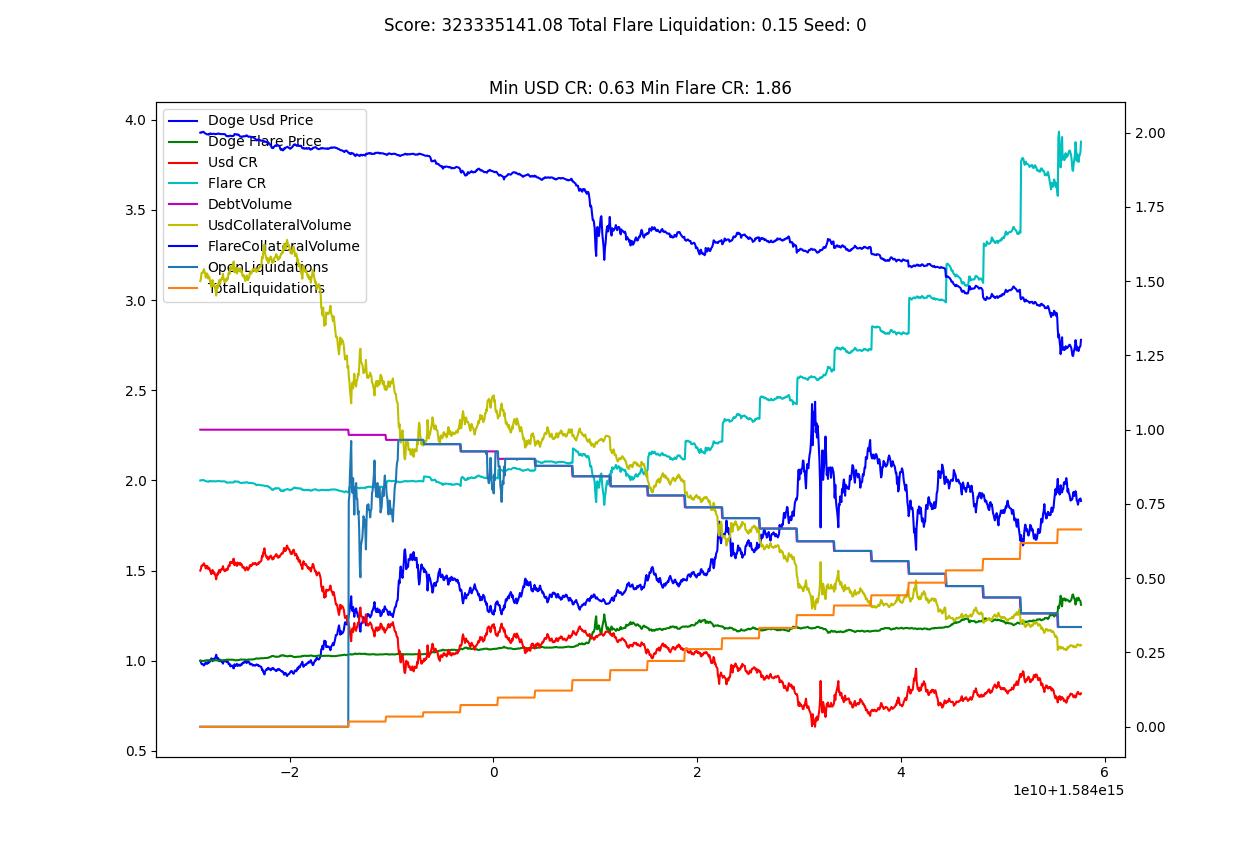 Score: 323335141.08 Total Flare Liquidation: 0.15 Seed: 0
Min USD CR: 0.63 Min Flare CR: 1.86
Doge Usd Price
Doge Flare Price
Usd CR
Flare CR
DebtVolume
UsdCollateralVolume
FlareCollateralVolume
OpenLiquidations
TotalLiquidations
4.0
3.5
3.0
2.5
2.0
1.5
1.0
0.5
2.00
1.75
1.50
1.25
1.00
0.75
0.50
0.25
0.00
−2
0
2
4
6
1e10+1.584e15